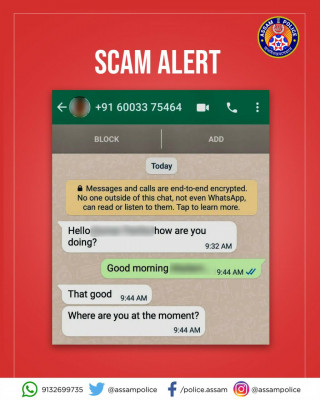 ASSAM POLICE
SCAM ALERT
+91 60033 75464
BLOCK
ADD
Today
Messages and calls are end-to-end encrypted.
No one outside of this chat, not even WhatsApp,
can read or listen to them. Tap to learn more.
Hello how are you
doing?
9:32 AM
Good morning
9:44 AM
That good
9:44 AM
Where are you at the moment?
9:44 AM
9132699735
@assampolice
/police.assam
@assampolice